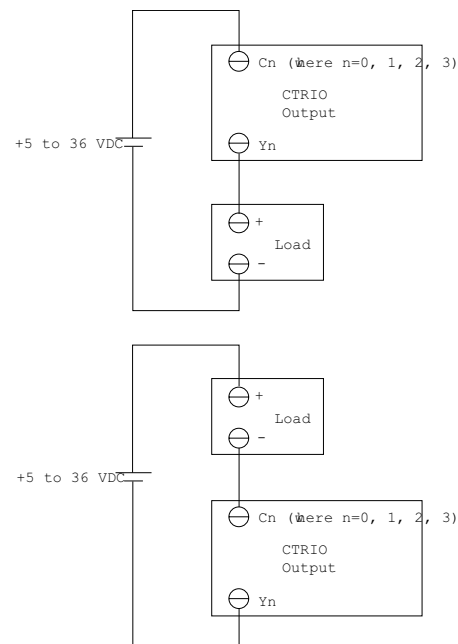 Cn (where n=0, 1, 2, 3)
CTRIO
Output
+5 to 36 VDC
Yn
+
Load
-
+
Load
-
+5 to 36 VDC
Cn (where n=0, 1, 2, 3)
CTRIO
Output
Yn